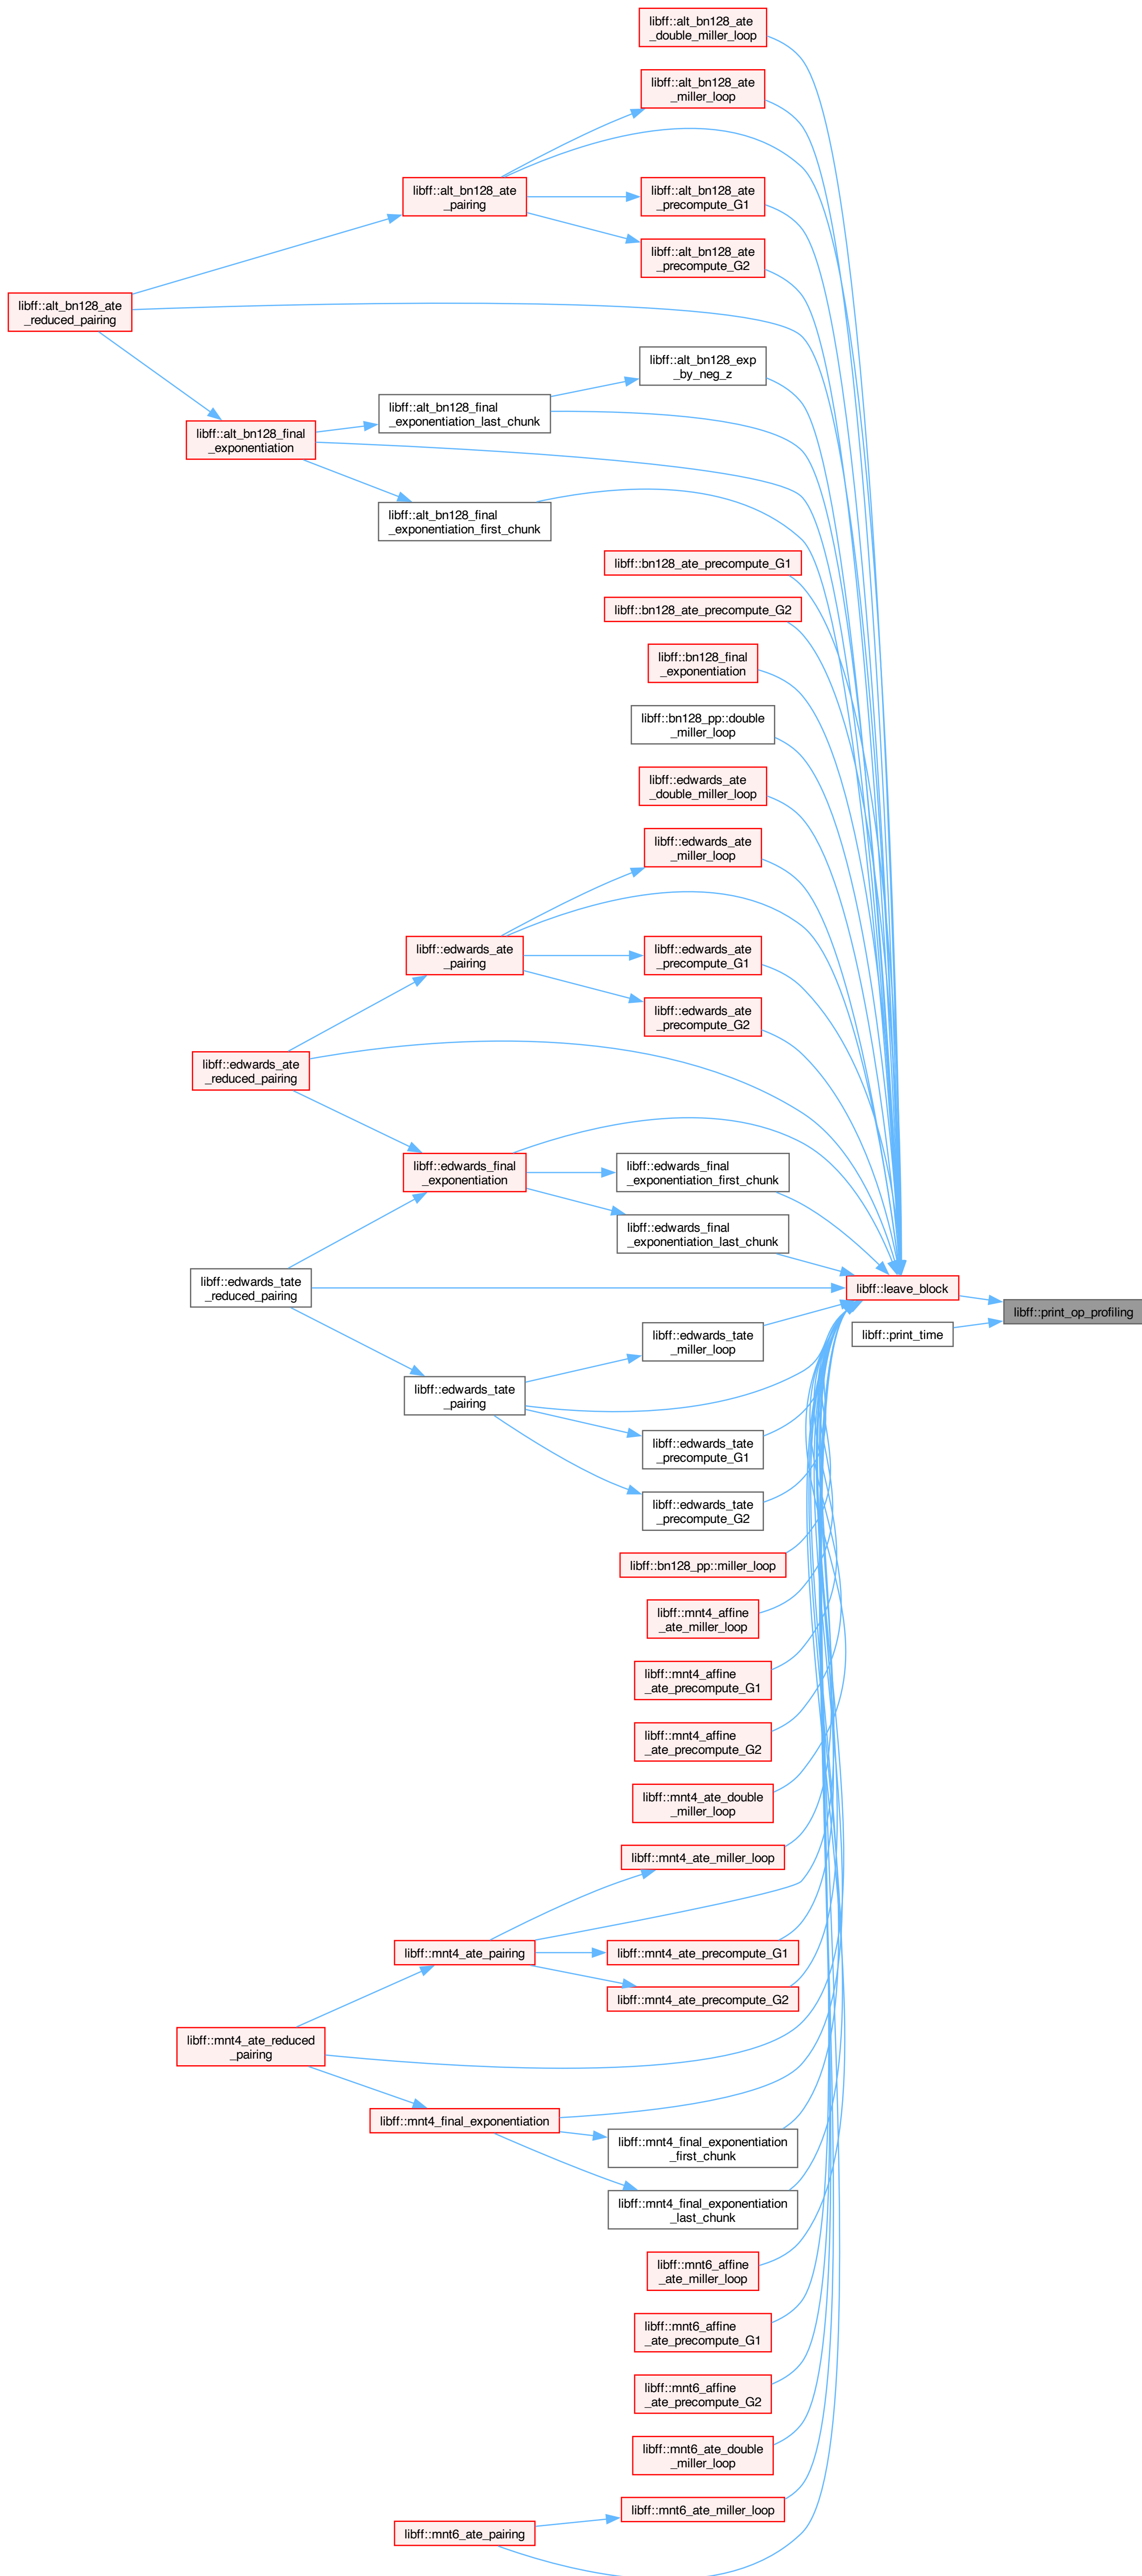 libff::alt_bn128_ate
_double_miller_loop
libff::alt_bn128_ate
_miller_loop
libff::alt_bn128_ate
_pairing
libff::alt_bn128_ate
_precompute_G1
libff::alt_bn128_ate
_precompute_G2
libff::alt_bn128_ate
_reduced_pairing
libff::alt_bn128_exp
_by_neg_z
libff::alt_bn128_final
_exponentiation_last_chunk
libff::alt_bn128_final
_exponentiation
libff::alt_bn128_final
_exponentiation_first_chunk
libff::bn128_ate_precompute_G1
libff::bn128_ate_precompute_G2
libff::bn128_final
_exponentiation
libff::bn128_pp::double
_miller_loop
libff::edwards_ate
_double_miller_loop
libff::edwards_ate
_miller_loop
libff::edwards_ate
_pairing
libff::edwards_ate
_precompute_G1
libff::edwards_ate
_precompute_G2
libff::edwards_ate
_reduced_pairing
libff::edwards_final
_exponentiation
libff::edwards_final
_exponentiation_first_chunk
libff::edwards_final
_exponentiation_last_chunk
libff::edwards_tate
_reduced_pairing
libff::leave_block
libff::print_op_profiling
libff::print_time
libff::edwards_tate
_miller_loop
libff::edwards_tate
_pairing
libff::edwards_tate
_precompute_G1
libff::edwards_tate
_precompute_G2
libff::bn128_pp::miller_loop
libff::mnt4_affine
_ate_miller_loop
libff::mnt4_affine
_ate_precompute_G1
libff::mnt4_affine
_ate_precompute_G2
libff::mnt4_ate_double
_miller_loop
libff::mnt4_ate_miller_loop
libff::mnt4_ate_pairing
libff::mnt4_ate_precompute_G1
libff::mnt4_ate_precompute_G2
libff::mnt4_ate_reduced
_pairing
libff::mnt4_final_exponentiation
libff::mnt4_final_exponentiation
_first_chunk
libff::mnt4_final_exponentiation
_last_chunk
libff::mnt6_affine
_ate_miller_loop
libff::mnt6_affine
_ate_precompute_G1
libff::mnt6_affine
_ate_precompute_G2
libff::mnt6_ate_double
_miller_loop
libff::mnt6_ate_miller_loop
libff::mnt6_ate_pairing